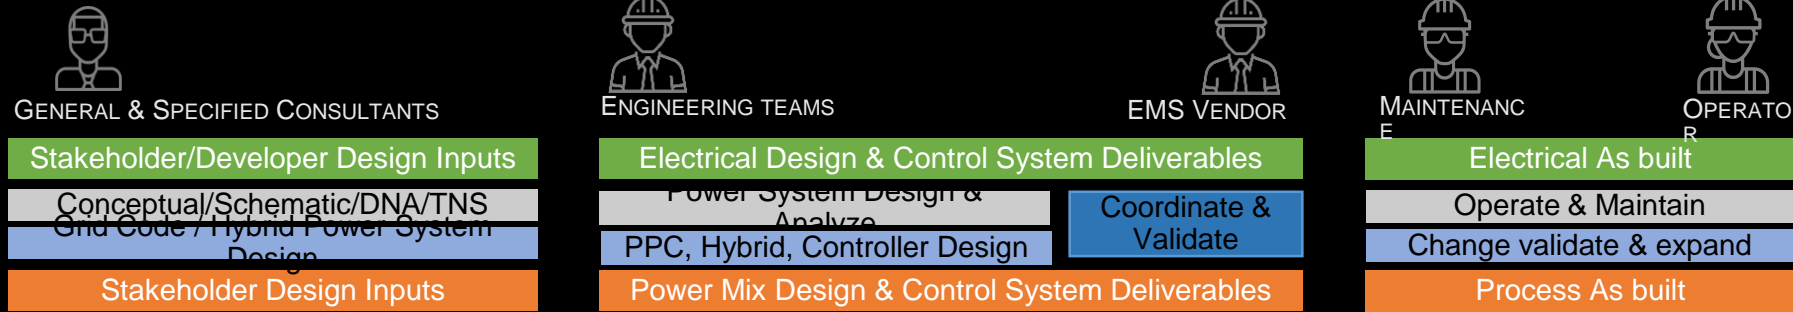 GENERAL & SPECIFIED CONSULTANTS
Stakeholder/Developer Design Inputs
Conceptual/Schematic/DNA/TNS
Grid Code / Hybrid Power System
Design
Stakeholder Design Inputs
ENGINEERING TEAMS
EMS VENDOR
Electrical Design & Control System Deliverables
Power System Design &
Analyze
PPC, Hybrid, Controller Design
Coordinate &
Validate
Power Mix Design & Control System Deliverables
MAINTENANC
E
OPERATO
R
Electrical As built
Operate & Maintain
Change validate & expand
Process As built